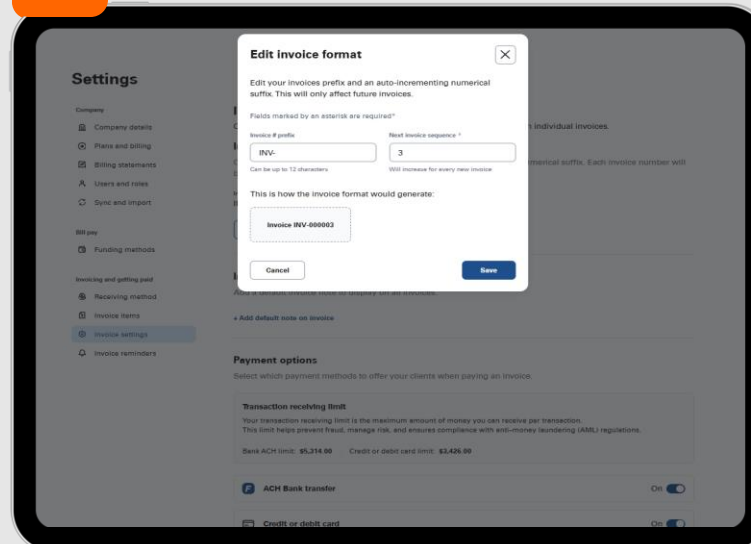 Settings
Company
Company details
Plans and billing
Billing statements
Users and roles
Sync and import
Bill pay
Funding methods
Invoicing and getting paid
Receiving method
Invoice items
Invoice settings
Invoice reminders
Edit invoice format
Edit your invoices prefix and an auto-incrementing numerical
suffix. This will only affect future invoices.
Fields marked by an asterisk are required*
Invoice # prefix
Next invoice sequence *
INV-
3
Can be up to 12 characters
Will increase for every new invoice
This is how the invoice format would generate:
Invoice INV-000003
Cancel
Save
individual invoices.
suffix. Each invoice number will
Add a default invoice note to display on all invoices.
+ Add default note on invoice
Payment options
Select which payment methods to offer your clients when paying an invoice.
Transaction receiving limit
Your transaction receiving limit is the maximum amount of money you can receive per transaction.
This limit helps prevent fraud, manage risk, and ensures compliance with anti-money laundering (AML) regulations.
Bank ACH limit: $5,314.00
Credit or debit card limit: $3,426.00
ACH Bank transfer
On
Credit or debit card
On